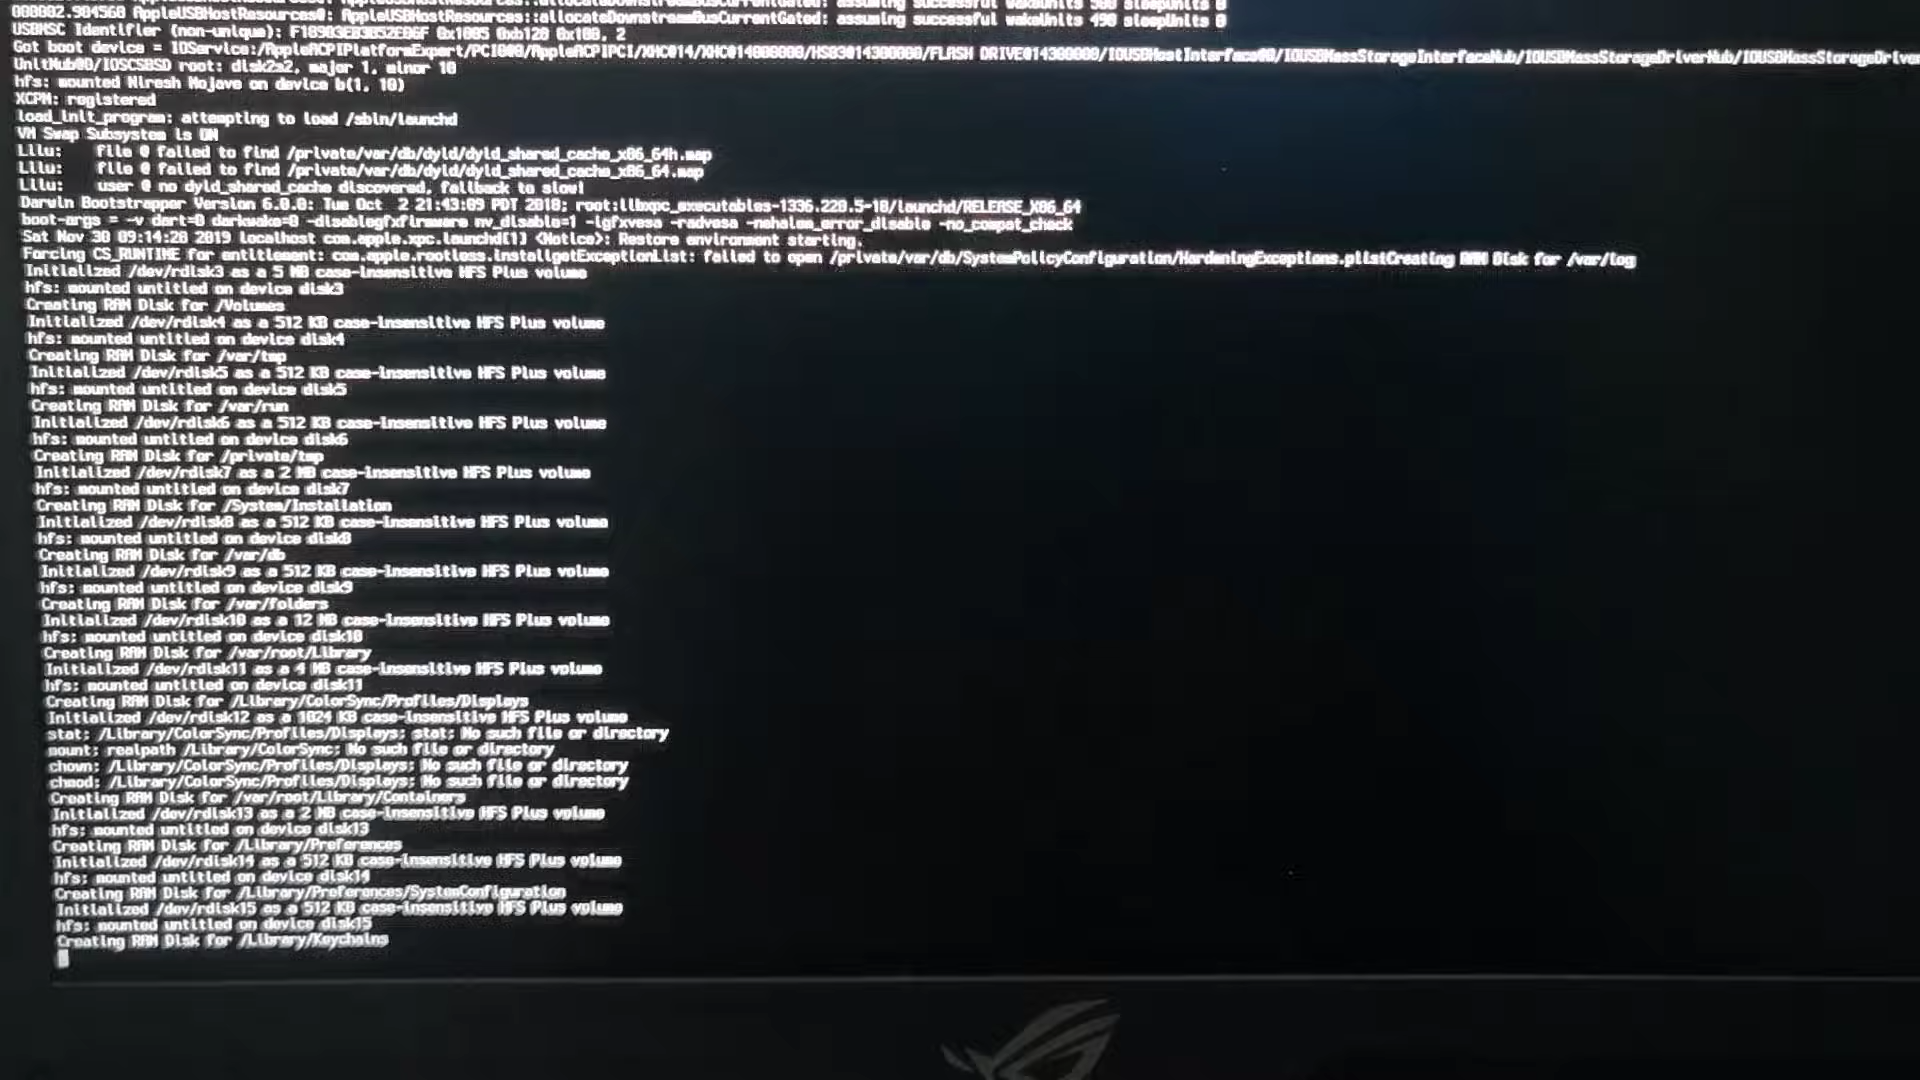 000002.984560 AppleUSBHostResources@: AppleUSBHostResources::allocateDownstreamBusCurrentGated: assuming successful wakeUnits 500 sleepUnits 0
AppleUSBHostResources@: AppleUSBHostResources::allocateDownstreamBusCurrentGated: assuming successful wakeUnits 490 sleepUnits 0
USBMSC Identifier (non-unique): 0x1005 0xb120 0x100, 2
Got boot device = IOService:/AppleACPIPlatformExpert/PCI0@0/AppleACPIPCI/XHC@14/XHC@14000000/HS03@14300000/FLASH DRIVE@14300000/IOUSBHostInterface@0/IOUSBMassStorageInterfaceNub/IOUSBMassStorageDriverNub/IOUSBMassStorageDriver
UnitNub@0/IOSCSBSD root: disk2s2, major 1, minor 10
hfs: mounted Niresh Mojave on device b(1, 10)
XCPM: registered
load_init_program: attempting to load /sbin/launchd
VM Swap Subsystem is ON
Lilu: file @ failed to find /private/var/db/dyld/dyld_shared_cache_x86_64h.map
Lilu: file @ failed to find /private/var/db/dyld/dyld_shared_cache_x86_64.map
Lilu: user @ no dyld_shared_cache discovered, fallback to slow!
Darwin Bootstrapper Version 6.0.0: Tue Oct 2 21:43:09 PDT 2018; root:libxpc_executables-1336.220.5~10/launchd/RELEASE_X86_64
boot-args = -v dart=0 darkwake=0 -disablegfxfirmware nv_disable=1 -igfxvesa -radvesa -nehalem_error_disable -no_compat_check
Sat Nov 30 09:14:20 2019 localhost com.apple.xpc.launchd[1] <Notice>: Restore environment starting.
Forcing CS_RUNTIME for entitlement: com.apple.rootless.installgetExceptionList: failed to open /private/var/db/SystemPolicyConfiguration/HardeningExceptions.plistCreating RAM Disk for /var/log
Initialized /dev/rdisk3 as a 5 MB case-insensitive HFS Plus volume
hfs: mounted untitled on device disk3
Creating RAM Disk for /Volumes
Initialized /dev/rdisk4 as a 512 KB case-insensitive HFS Plus volume
hfs: mounted untitled on device disk4
Creating RAM Disk for /var/tmp
Initialized /dev/rdisk5 as a 512 KB case-insensitive HFS Plus volume
hfs: mounted untitled on device disk5
Creating RAM Disk for /var/run
Initialized /dev/rdisk6 as a 512 KB case-insensitive HFS Plus volume
hfs: mounted untitled on device disk6
Creating RAM Disk for /private/tmp
Initialized /dev/rdisk7 as a 2 MB case-insensitive HFS Plus volume
hfs: mounted untitled on device disk7
Creating RAM Disk for /System/Installation
Initialized /dev/rdisk8 as a 512 KB case-insensitive HFS Plus volume
hfs: mounted untitled on device disk8
Creating RAM Disk for /var/db
Initialized /dev/rdisk9 as a 512 KB case-insensitive HFS Plus volume
hfs: mounted untitled on device disk9
Creating RAM Disk for /var/folders
Initialized /dev/rdisk10 as a 12 MB case-insensitive HFS Plus volume
hfs: mounted untitled on device disk10
Creating RAM Disk for /var/root/Library
Initialized /dev/rdisk11 as a 4 MB case-insensitive HFS Plus volume
hfs: mounted untitled on device disk11
Creating RAM Disk for /Library/ColorSync/Profiles/Displays
Initialized /dev/rdisk12 as a 1024 KB case-insensitive HFS Plus volume
stat: /Library/ColorSync/Profiles/Displays: stat: No such file or directory
mount: realpath /Library/ColorSync: No such file or directory
chown: /Library/ColorSync/Profiles/Displays: No such file or directory
chmod: /Library/ColorSync/Profiles/Displays: No such file or directory
Creating RAM Disk for /var/root/Library/Containers
Initialized /dev/rdisk13 as a 2 MB case-insensitive HFS Plus volume
hfs: mounted untitled on device disk13
Creating RAM Disk for /Library/Preferences
Initialized /dev/rdisk14 as a 512 KB case-insensitive HFS Plus volume
hfs: mounted untitled on device disk14
Creating RAM Disk for /Library/Preferences/SystemConfiguration
Initialized /dev/rdisk15 as a 512 KB case-insensitive HFS Plus volume
hfs: mounted untitled on device disk15
Creating RAM Disk for /Library/Keychains